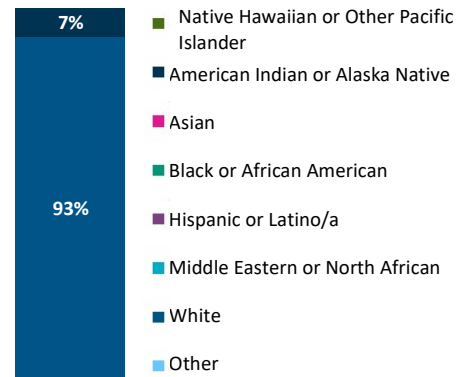 7%
93%
Native Hawaiian or Other Pacific
Islander
American Indian or Alaska Native
Asian
Black or African American
Hispanic or Latino/a
Middle Eastern or North African
White
Other